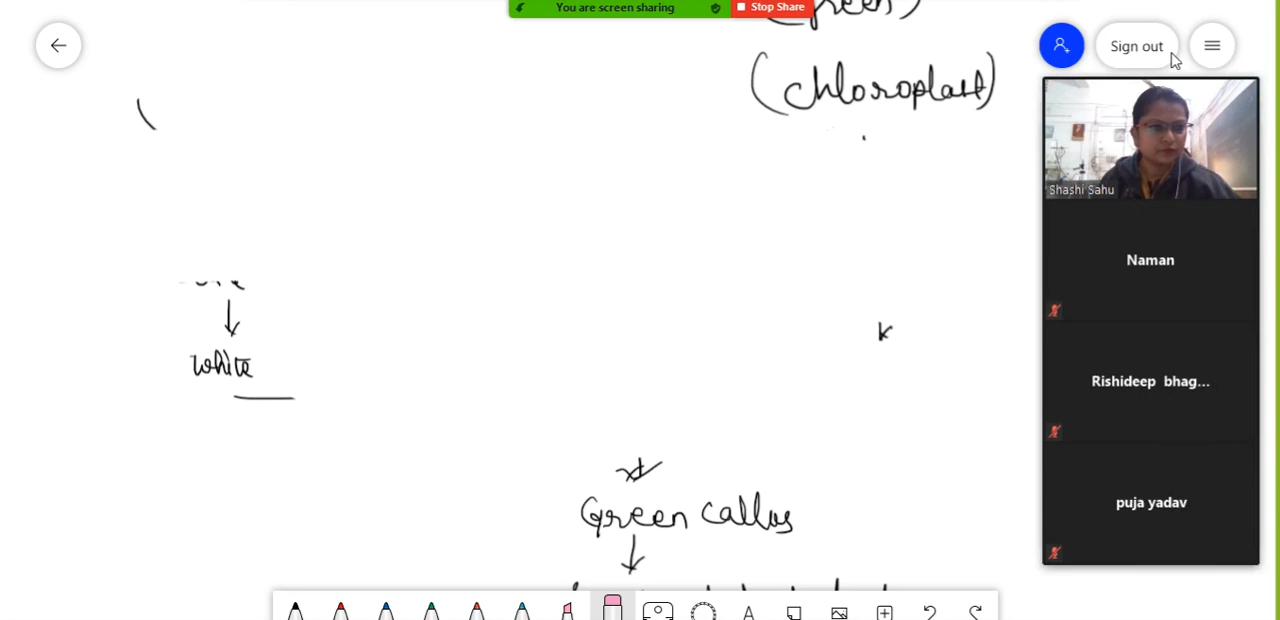 You are screen sharing
Stop Share
(green)
(chloroplast)
Sign out
Shashi Sahu
Naman
Rishideep bhag...
puja yadav
white
k
Green callus
A